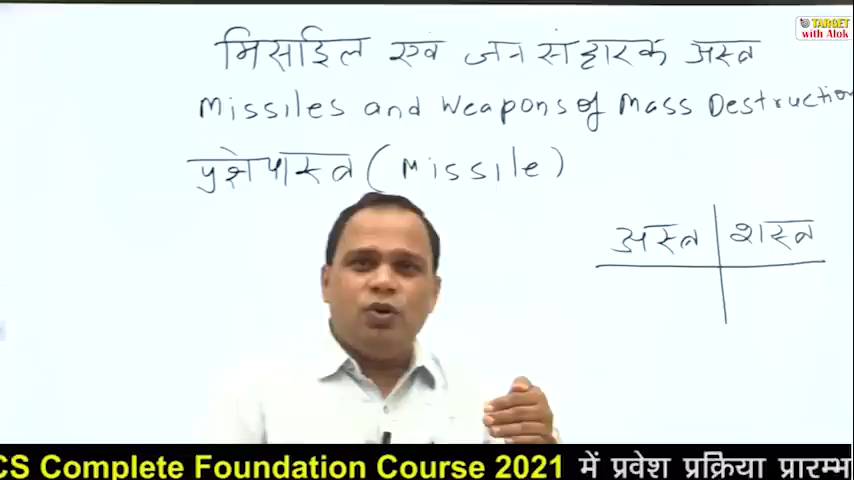 TARGET
with Alok
मिसाइल एवं जन संहारक अस्त्र
Missiles and Weapons of Mass Destruction
प्रक्षेपास्त्र (Missile)
अस्त्र शस्त्र
CS Complete Foundation Course 2021 में प्रवेश प्रक्रिया प्रारम्भ